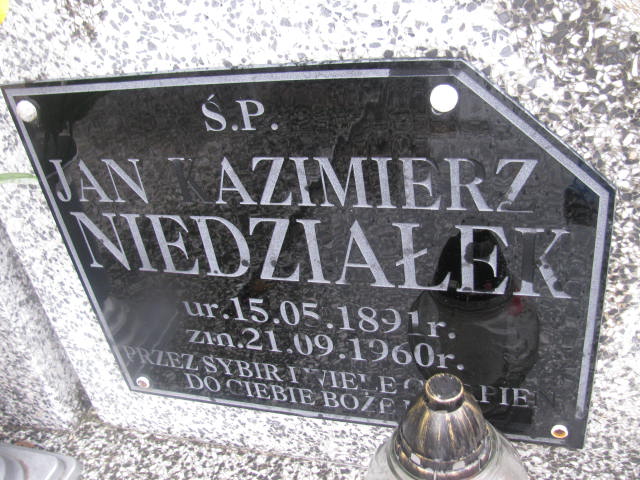 Ś.P.
JAN KAZIMIERZ
NIEDZIAŁEK
ur.15.05.1891r.
zm.21.09.1960r.
PRZEZ SYBIR I WIELE
DO CIEBIE BOŻE